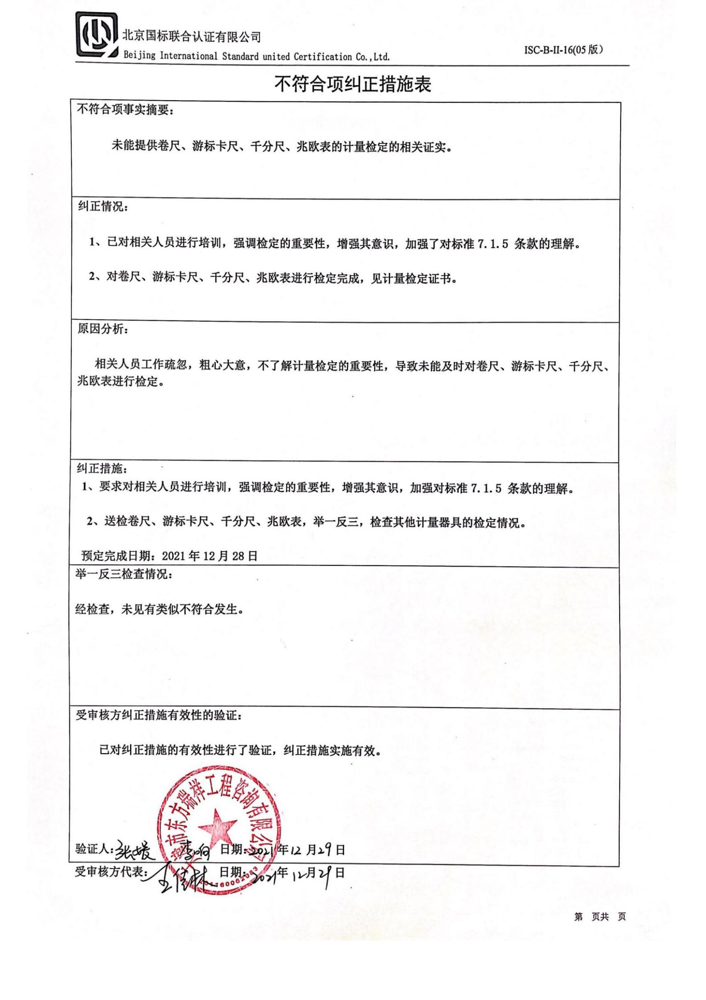 北京国标联合认证有限公司
Beijing International Standard united Certification Co.,Ltd.
ISC-B-II-16(05版)
不符合项纠正措施表
不符合项事实摘要：
未能提供卷尺、游标卡尺、千分尺、兆欧表的计量检定的相关证实。
纠正情况：
1、已对相关人员进行培训，强调检定的重要性，增强其意识，加强了对标准 7.1.5 条款的理解。
2、对卷尺、游标卡尺、千分尺、兆欧表进行检定完成，见计量检定证书。
原因分析：
相关人员工作疏忽，粗心大意，不了解计量检定的重要性，导致未能及时对卷尺、游标卡尺、千分尺、
兆欧表进行检定。
纠正措施：
1、要求对相关人员进行培训，强调检定的重要性，增强其意识，加强对标准 7.1.5 条款的理解。
2、送检卷尺、游标卡尺、千分尺、兆欧表，举一反三，检查其他计量器具的检定情况。
预定完成日期：2021 年 12 月 28 日
举一反三检查情况：
经检查，未见有类似不符合发生。
受审核方纠正措施有效性的验证：
已对纠正措施的有效性进行了验证，纠正措施实施有效。
市东方瑞祥工程咨询有限公司
验证人：张媛 李响 日期：2021年12月29日
受审核方代表：王佳林 日期：2021年12月29日
第 页共 页